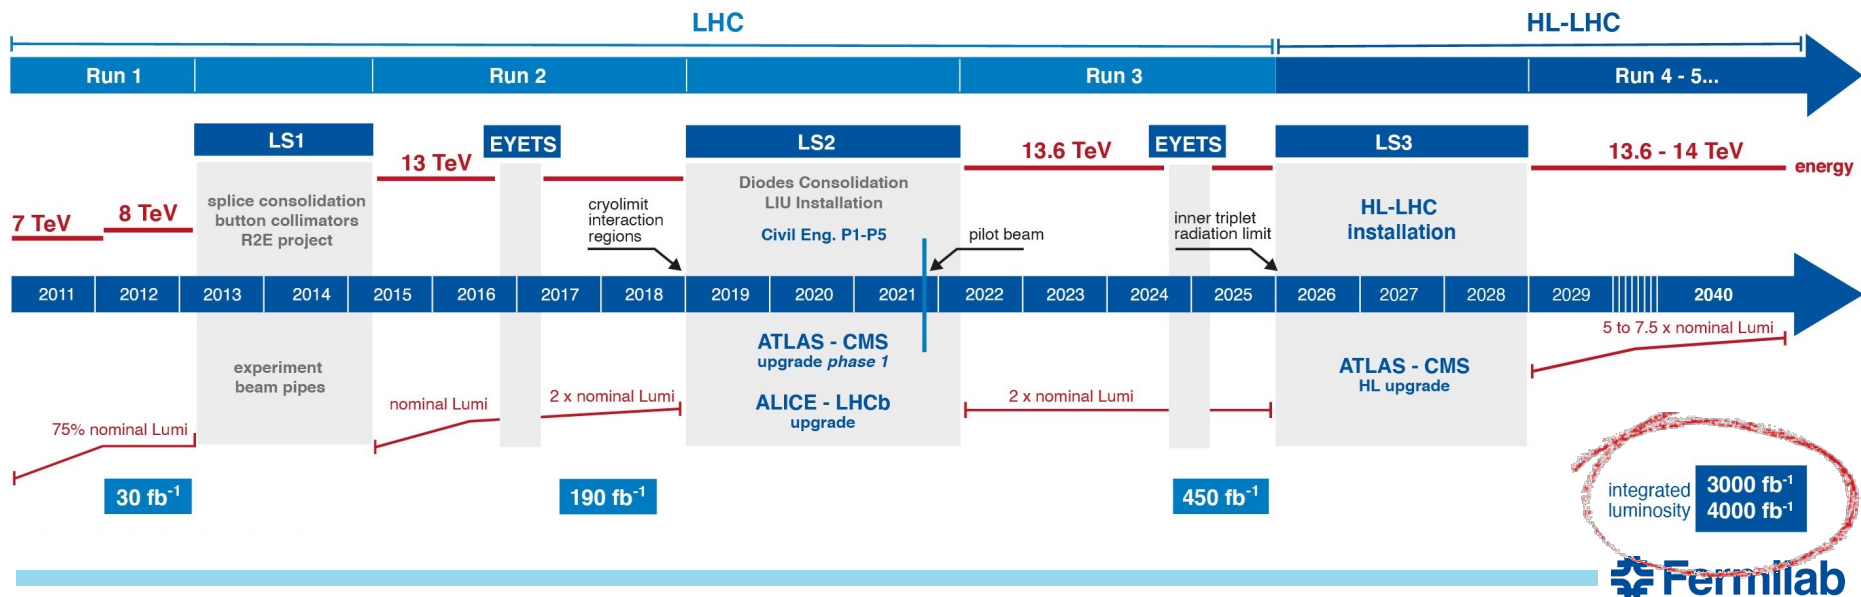 LHC
HL-LHC
Run 1
Run 2
Run 3
Run 4 - 5...
LS1
EYETS
LS2
EYETS
LS3
7 TeV
8 TeV
13 TeV
13.6 TeV
13.6 - 14 TeV
energy
splice consolidation
button collimators
R2E project
cryolimit
interaction
regions
Diodes Consolidation
LIU Installation
Civil Eng. P1-P5
pilot beam
inner triplet
radiation limit
HL-LHC
installation
2011 2012 2013 2014 2015 2016 2017 2018 2019 2020 2021 2022 2023 2024 2025 2026 2027 2028 2029 2040
experiment
beam pipes
ATLAS - CMS
upgrade phase 1
ALICE - LHCb
upgrade
ATLAS - CMS
HL upgrade
75% nominal Lumi
nominal Lumi
2 x nominal Lumi
2 x nominal Lumi
5 to 7.5 x nominal Lumi
30 fb⁻¹
190 fb⁻¹
450 fb⁻¹
integrated
luminosity
3000 fb⁻¹
4000 fb⁻¹
Fermilab